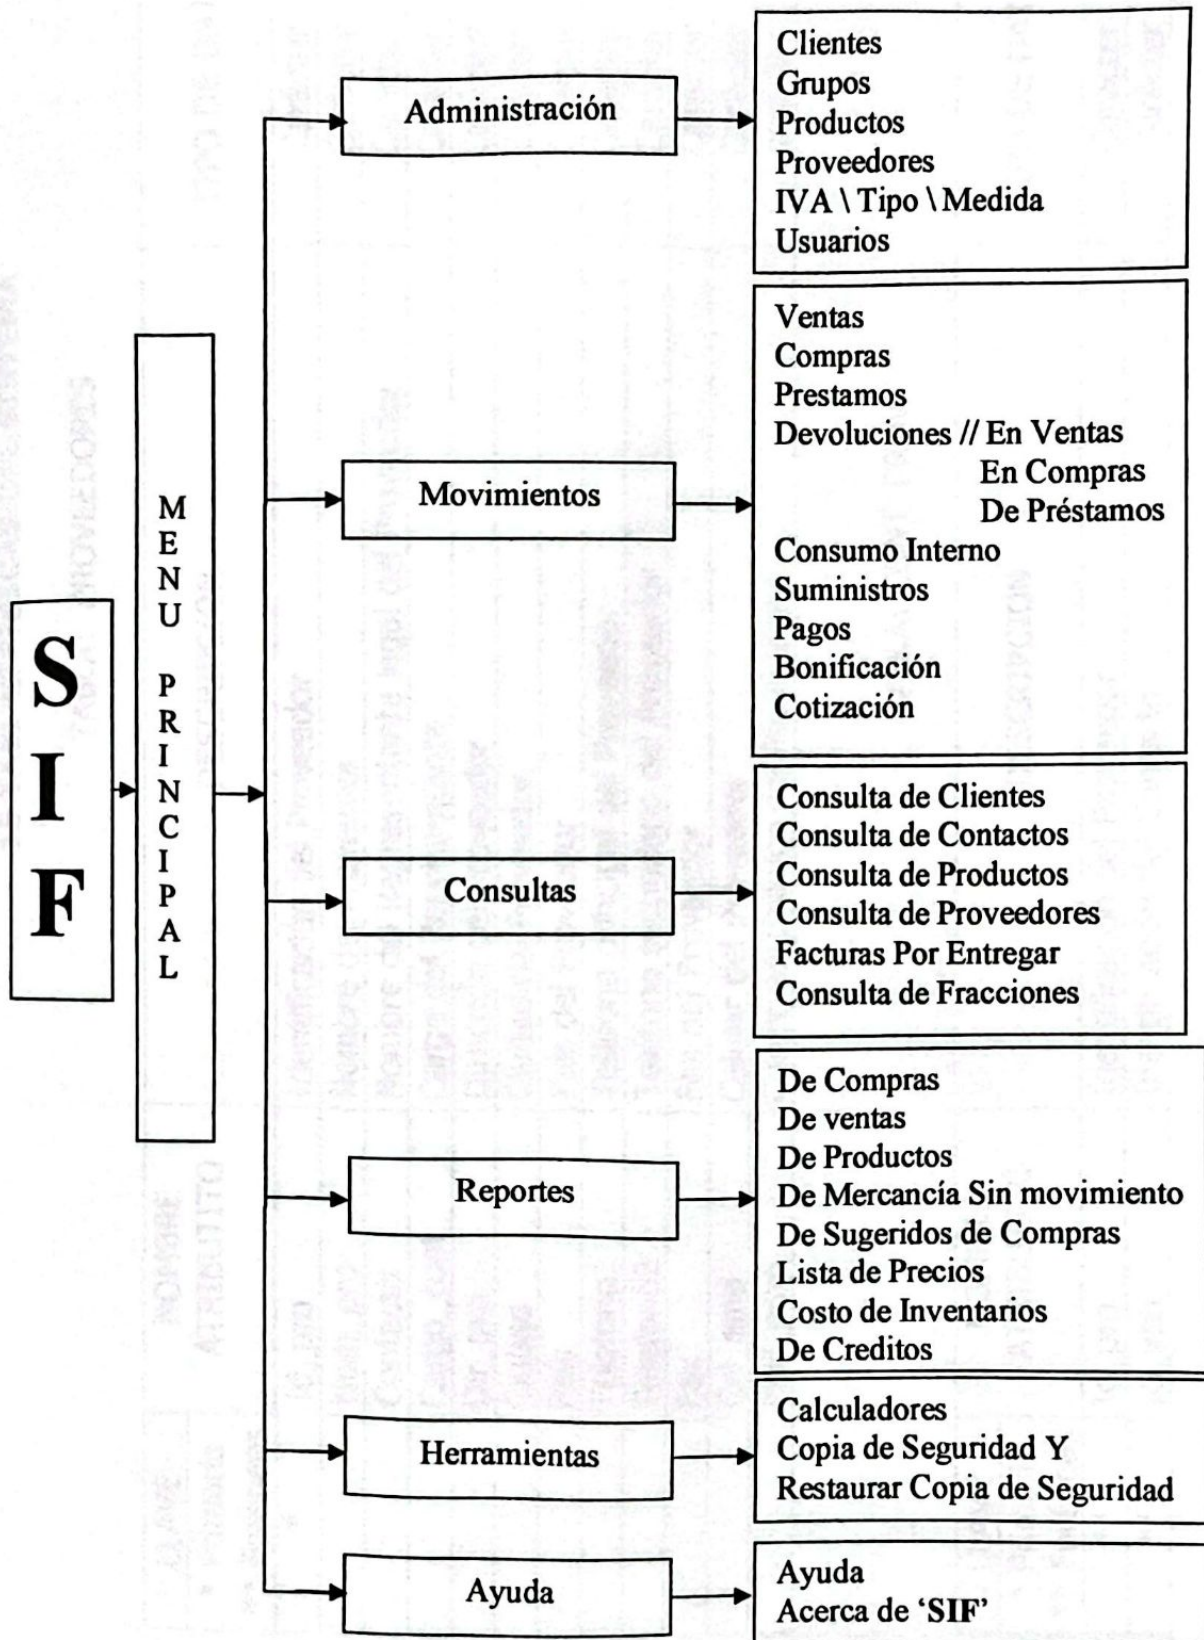 SIF
MENU PRINCIPAL
Administración
Clientes
Grupos
Productos
Proveedores
IVA \ Tipo \ Medida
Usuarios
Movimientos
Ventas
Compras
Prestamos
Devoluciones // En Ventas
En Compras
De Préstamos
Consumo Interno
Suministros
Pagos
Bonificación
Cotización
Consultas
Consulta de Clientes
Consulta de Contactos
Consulta de Productos
Consulta de Proveedores
Facturas Por Entregar
Consulta de Fracciones
Reportes
De Compras
De ventas
De Productos
De Mercancía Sin movimiento
De Sugeridos de Compras
Lista de Precios
Costo de Inventarios
De Creditos
Herramientas
Calculadores
Copia de Seguridad Y
Restaurar Copia de Seguridad
Ayuda
Ayuda
Acerca de ‘SIF’